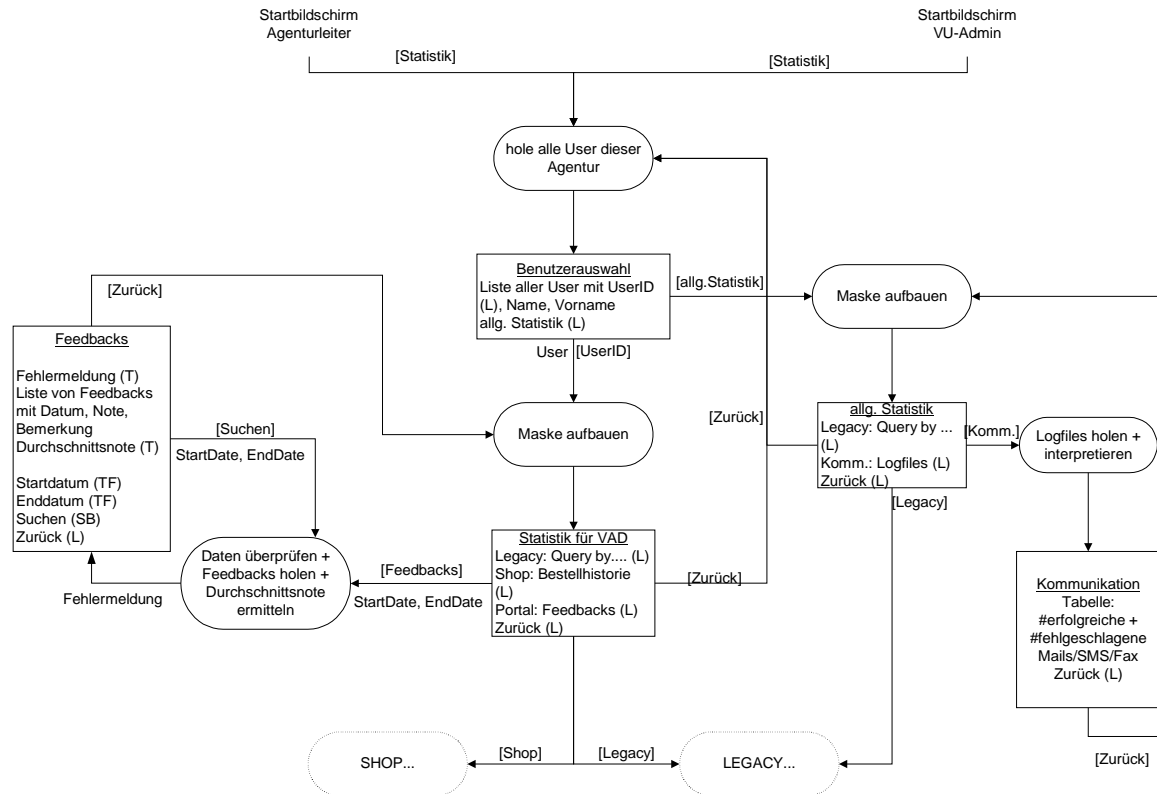 Startbildschirm
Agenturleiter
Startbildschirm
VU-Admin
[Statistik]
[Statistik]
hole alle User dieser
Agentur
Benutzerauswahl
Liste aller User mit UserID
(L), Name, Vorname
allg. Statistik (L)
[allg.Statistik]
Maske aufbauen
[Zurück]
User
[UserID]
Feedbacks
Fehlermeldung (T)
Liste von Feedbacks
mit Datum, Note,
Bemerkung
Durchschnittsnote (T)
Startdatum (TF)
Enddatum (TF)
Suchen (SB)
Zurück (L)
[Suchen]
StartDate, EndDate
Maske aufbauen
[Zurück]
allg. Statistik
Legacy: Query by ...
(L)
Komm.: Logfiles (L)
Zurück (L)
[Komm.]
Logfiles holen +
interpretieren
[Legacy]
Daten überprüfen +
Feedbacks holen +
Durchschnittsnote
ermitteln
Fehlermeldung
[Feedbacks]
StartDate, EndDate
Statistik für VAD
Legacy: Query by.... (L)
Shop: Bestellhistorie
(L)
Portal: Feedbacks (L)
Zurück (L)
[Zurück]
Kommunikation
Tabelle:
#erfolgreiche +
#fehlgeschlagene
Mails/SMS/Fax
Zurück (L)
[Zurück]
SHOP...
[Shop]
[Legacy]
LEGACY...